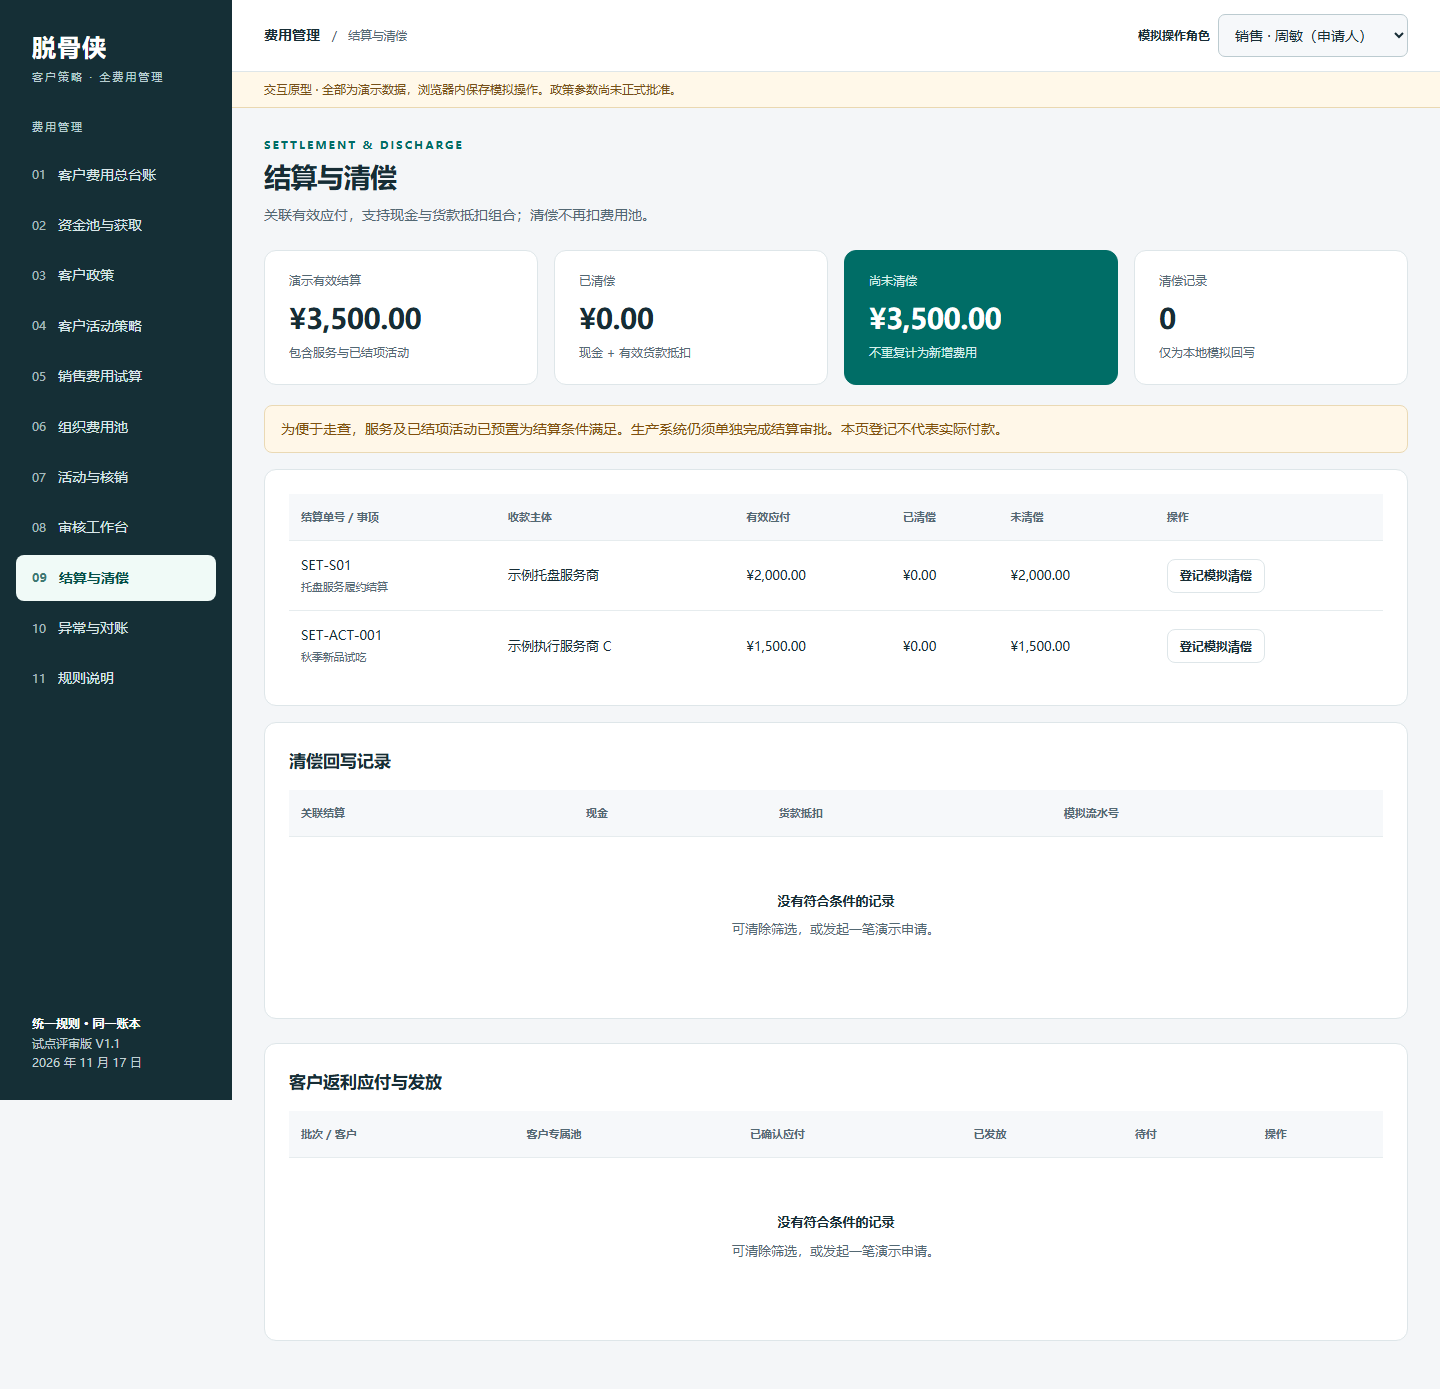 脱骨侠
客户策略 · 全费用管理
费用管理
01 客户费用总台账
02 资金池与获取
03 客户政策
04 客户活动策略
05 销售费用试算
06 组织费用池
07 活动与核销
08 审核工作台
09 结算与清偿
10 异常与对账
11 规则说明
统一规则 · 同一账本
试点评审版 V1.1
2026 年 11 月 17 日
费用管理 / 结算与清偿
模拟操作角色 销售 · 周敏（申请人）
交互原型 · 全部为演示数据，浏览器内保存模拟操作。政策参数尚未正式批准。
SETTLEMENT & DISCHARGE
结算与清偿
关联有效应付，支持现金与货款抵扣组合；清偿不再扣费用池。
演示有效结算
¥3,500.00
包含服务与已结项活动
已清偿
¥0.00
现金 + 有效货款抵扣
尚未清偿
¥3,500.00
不重复计为新增费用
清偿记录
0
仅为本地模拟回写
为便于走查，服务及已结项活动已预置为结算条件满足。生产系统仍须单独完成结算审批。本页登记不代表实际付款。
结算单号 / 事项 收款主体 有效应付 已清偿 未清偿 操作
SET-S01
托盘服务履约结算
示例托盘服务商 ¥2,000.00 ¥0.00 ¥2,000.00 登记模拟清偿
SET-ACT-001
秋季新品试吃
示例执行服务商 C ¥1,500.00 ¥0.00 ¥1,500.00 登记模拟清偿
清偿回写记录
关联结算 现金 货款抵扣 模拟流水号
没有符合条件的记录
可清除筛选，或发起一笔演示申请。
客户返利应付与发放
批次 / 客户 客户专属池 已确认应付 已发放 待付 操作
没有符合条件的记录
可清除筛选，或发起一笔演示申请。